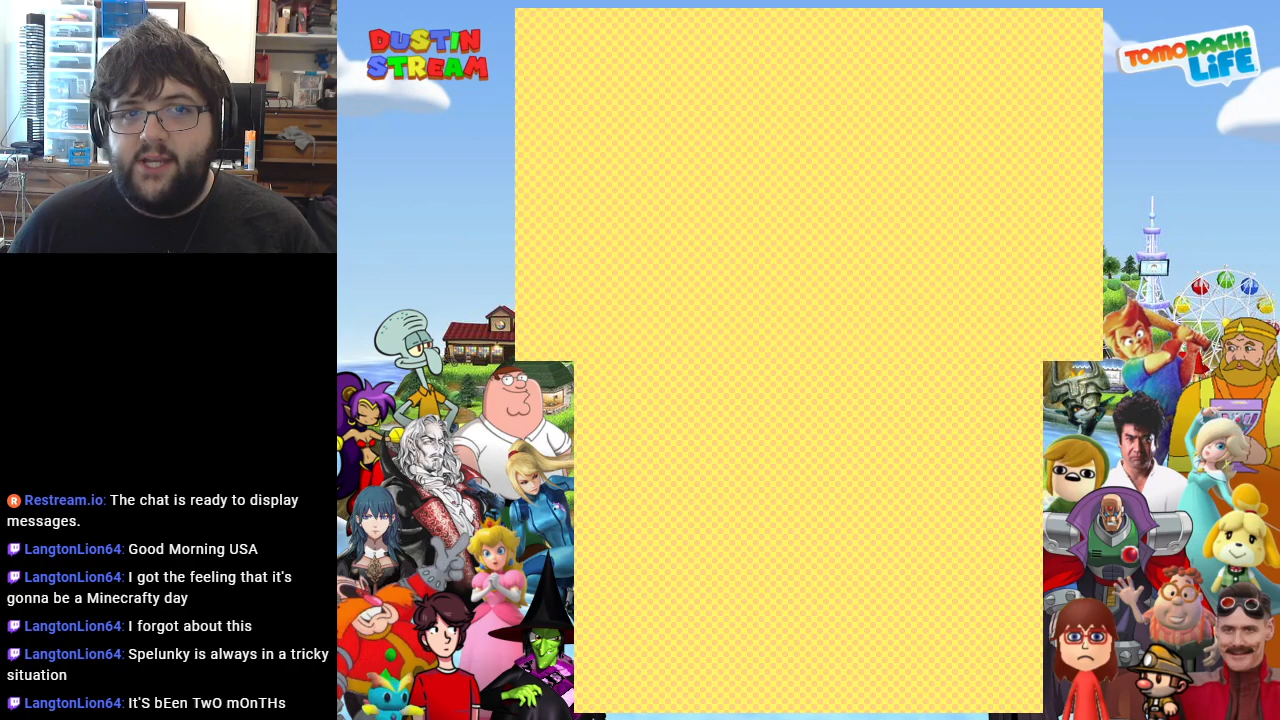 DUSTIN
STREAM
TOMODACHI
LiFE
Restream.io: The chat is ready to display
messages.
LangtonLion64: Good Morning USA
LangtonLion64: I got the feeling that it's
gonna be a Minecrafty day
LangtonLion64: I forgot about this
LangtonLion64: Spelunky is always in a tricky
situation
LangtonLion64: It'S bEen TwO mOnTHs